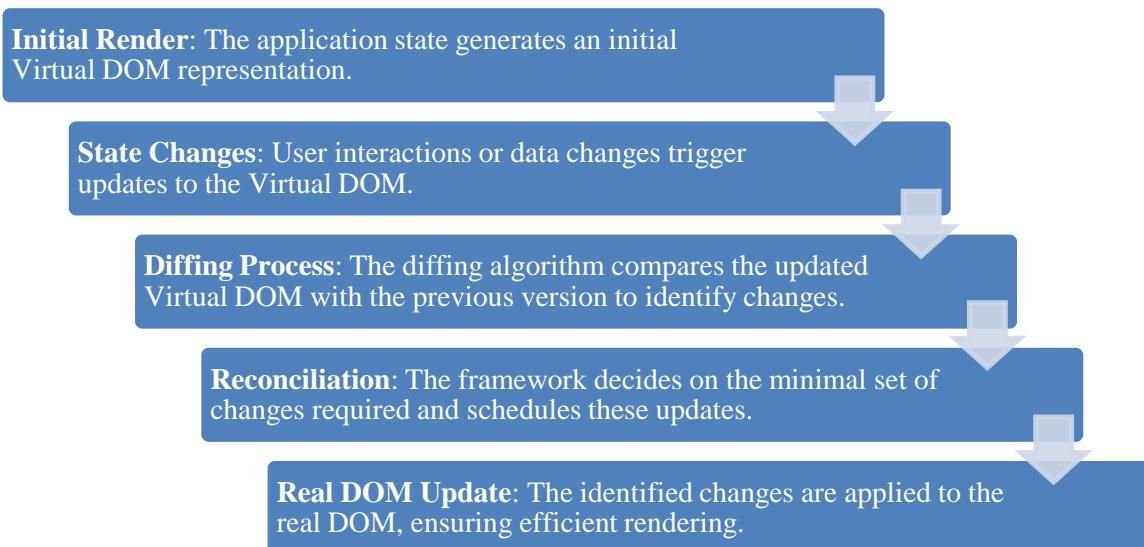 Initial Render: The application state generates an initial
Virtual DOM representation.
State Changes: User interactions or data changes trigger
updates to the Virtual DOM.
Diffing Process: The diffing algorithm compares the updated
Virtual DOM with the previous version to identify changes.
Reconciliation: The framework decides on the minimal set of
changes required and schedules these updates.
Real DOM Update: The identified changes are applied to the
real DOM, ensuring efficient rendering.